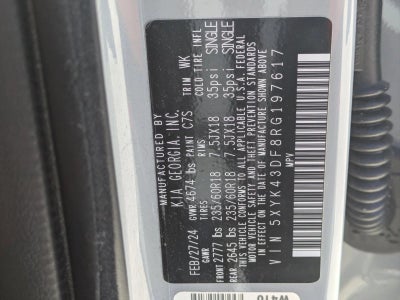 MANUFACTURED BY
KIA GEORGIA, INC.
FEB/27/24 GVWR 4674 lbs PAINT C7S TRIM WK
GAWR RIMS COLD TIRE INFL
FRONT 2777 lbs 235/60R18 7.5JX18 35psi SINGLE
REAR 2645 lbs 235/60R18 7.5JX18 35psi SINGLE
THIS VEHICLE CONFORMS TO ALL APPLICABLE U.S.A. FEDERAL
MOTOR VEHICLE SAFETY AND THEFT PREVENTION STANDARDS
IN EFFECT ON THE DATE OF MANUFACTURE SHOWN ABOVE.
VIN 5XYK43DF8RG197617
MPV
W410